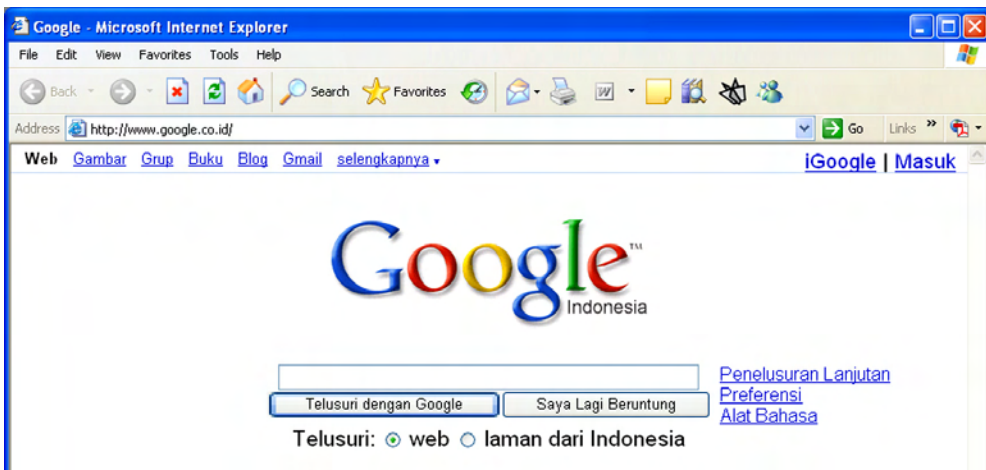 Google - Microsoft Internet Explorer
File Edit View Favorites Tools Help
Back Search Favorites W
Address http://www.google.co.id/ Go Links »
Web Gambar Grup Buku Blog Gmail selengkapnya iGoogle | Masuk
Google™
Indonesia
Penelusuran Lanjutan
Telusuri dengan Google Saya Lagi Beruntung Preferensi
Alat Bahasa
Telusuri: web laman dari Indonesia